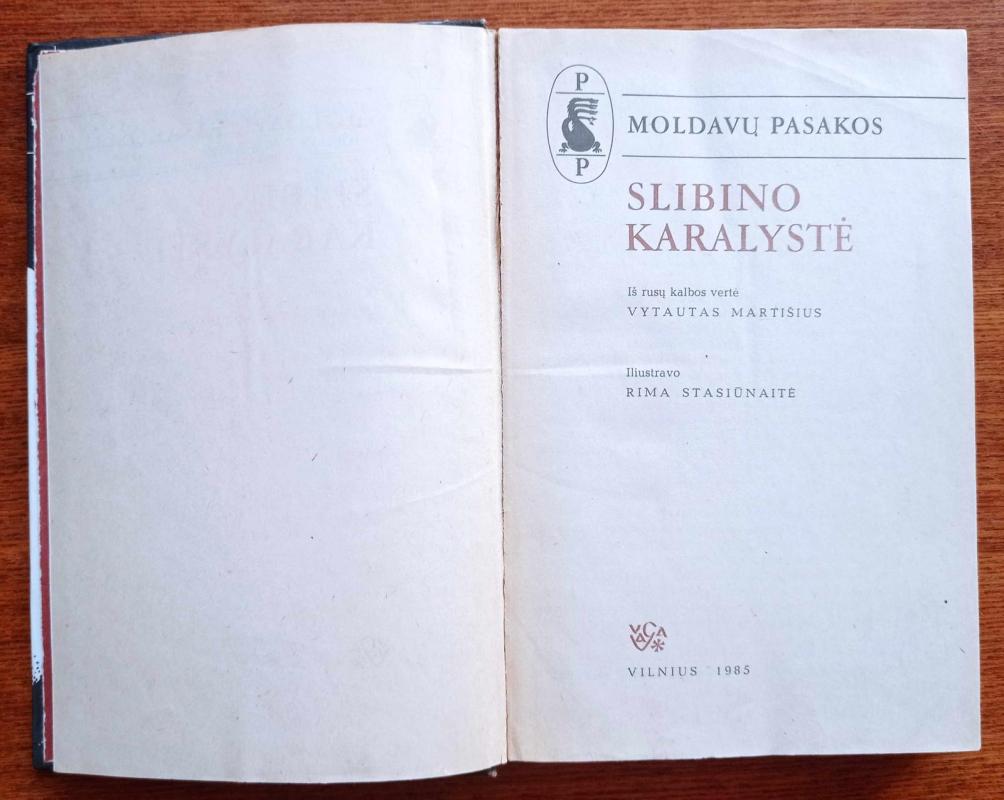 P
P
MOLDAVŲ PASAKOS
SLIBINO
KARALYSTĖ
Iš rusų kalbos vertė
VYTAUTAS MARTIŠIUS
Iliustravo
RIMA STASIŪNAITĖ
VAGA
VILNIUS 1985